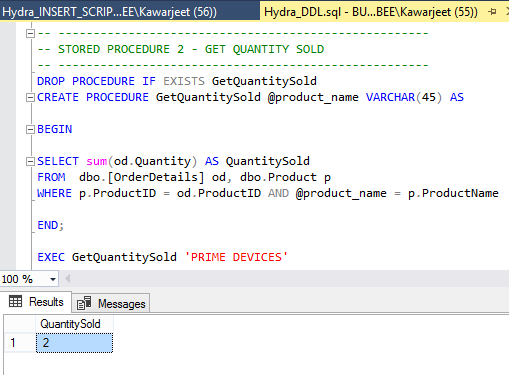 Hydra_INSERT_SCRIP...EE\Kawarjeet (56))
Hydra_DDL.sql - BU...BEE\Kawarjeet (55))
-- ------------------------------------------------
-- STORED PROCEDURE 2 - GET QUANTITY SOLD
-- ------------------------------------------------
DROP PROCEDURE IF EXISTS GetQuantitySold
CREATE PROCEDURE GetQuantitySold @product_name VARCHAR(45) AS
BEGIN
SELECT sum(od.Quantity) AS QuantitySold
FROM  dbo.[OrderDetails] od, dbo.Product p
WHERE p.ProductID = od.ProductID AND @product_name = p.ProductName
END;
EXEC GetQuantitySold 'PRIME DEVICES'
100 %
Results Messages
QuantitySold
1 2